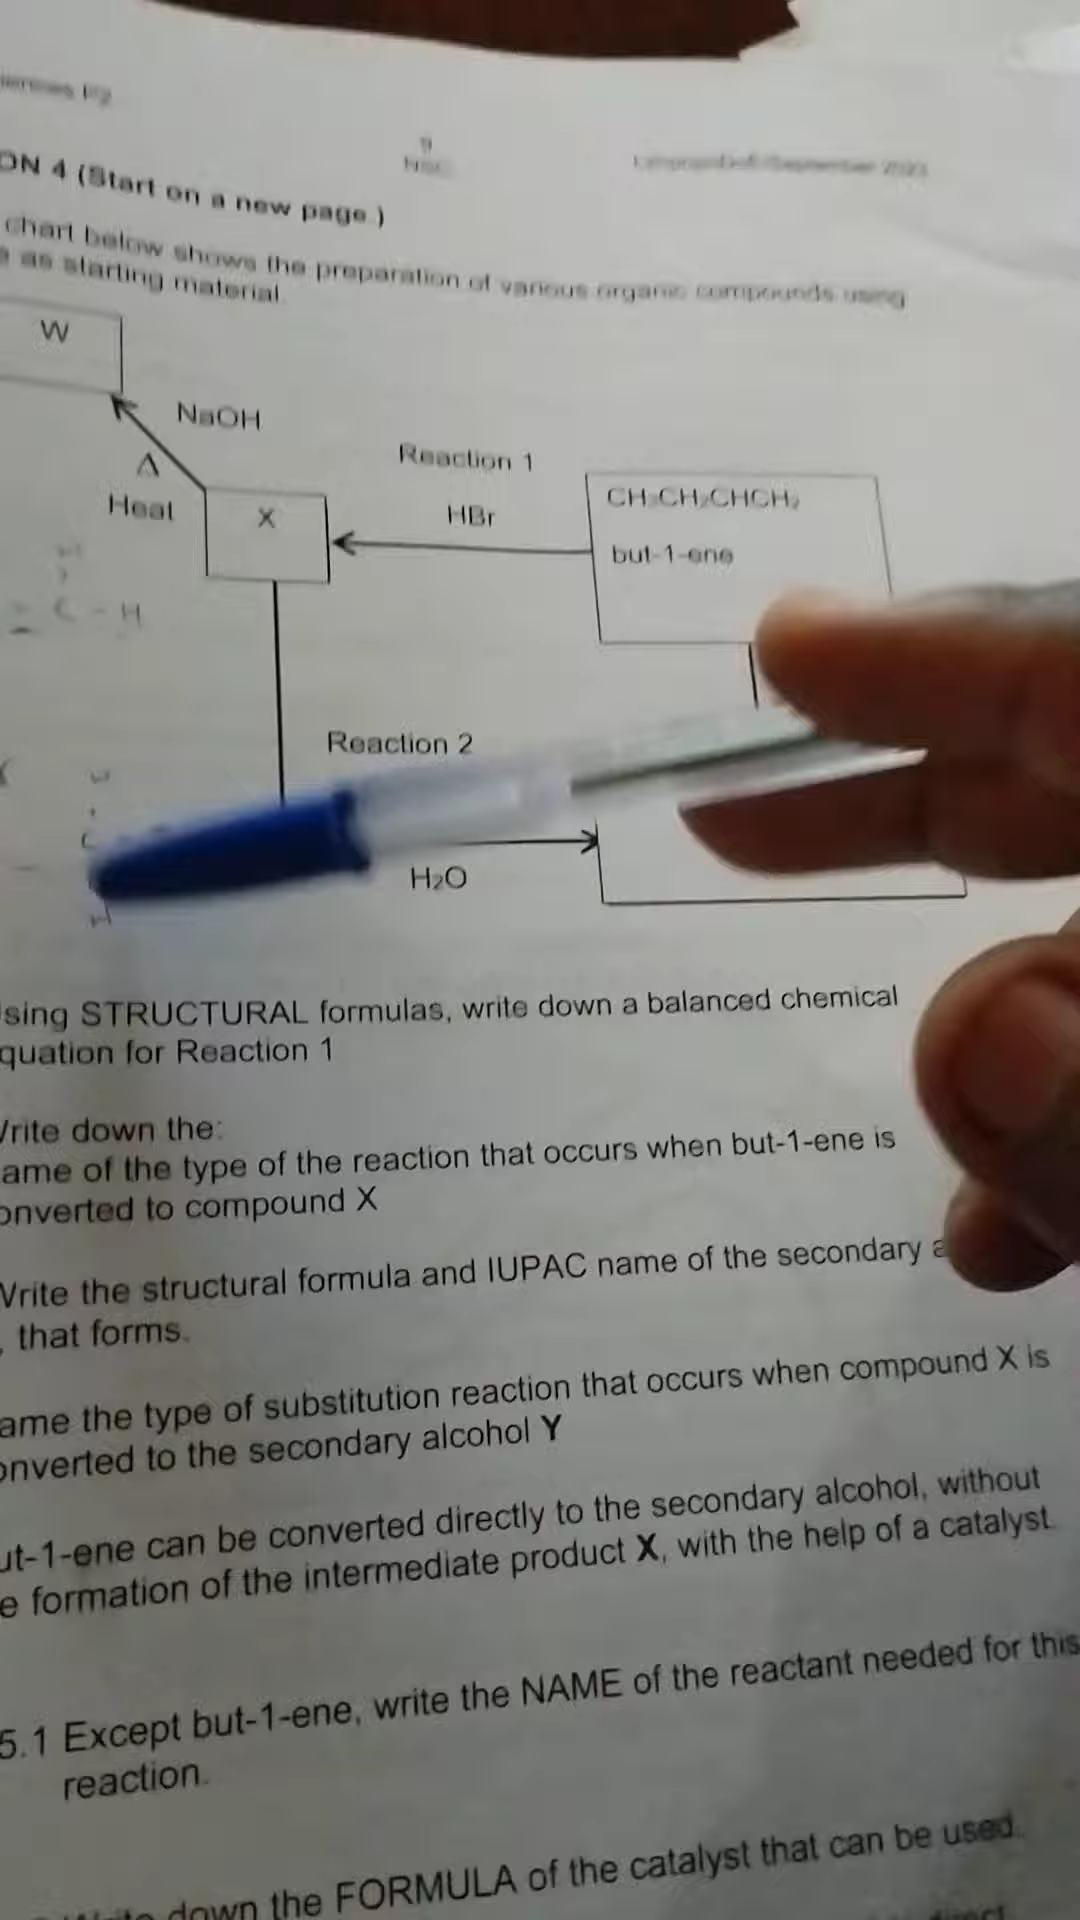 ON 4 (Start on a new page.)
chart below shows the preparation of various organic compounds using
e as starting material.
W
NaOH
Δ
Heat
X
Reaction 1
HBr
CH₃CH₂CHCH₂
but-1-ene
C - H
Reaction 2
H₂O
sing STRUCTURAL formulas, write down a balanced chemical
quation for Reaction 1
Write down the:
ame of the type of the reaction that occurs when but-1-ene is
onverted to compound X
Write the structural formula and IUPAC name of the secondary a
, that forms.
ame the type of substitution reaction that occurs when compound X is
onverted to the secondary alcohol Y
ut-1-ene can be converted directly to the secondary alcohol, without
e formation of the intermediate product X, with the help of a catalyst.
5.1 Except but-1-ene, write the NAME of the reactant needed for this
reaction.
down the FORMULA of the catalyst that can be used.